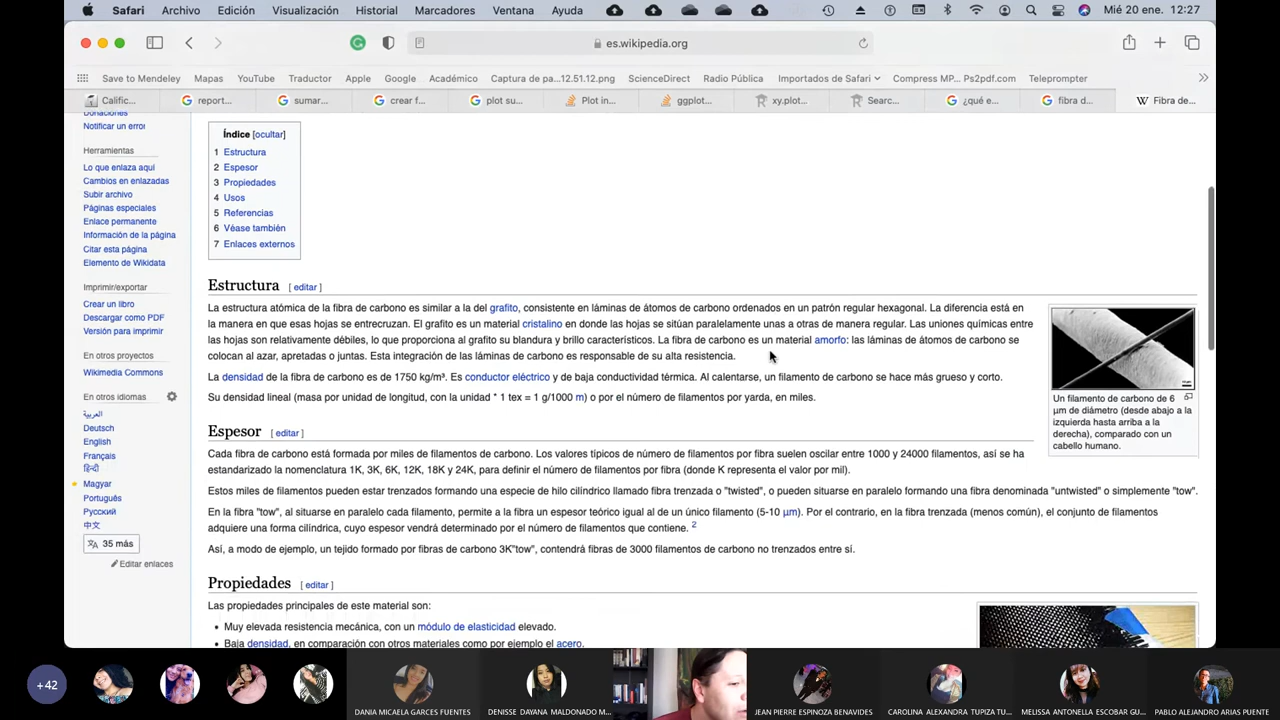 Safari Archivo Edición Visualización Historial Marcadores Ventana Ayuda Mié 20 ene. 12:27
es.wikipedia.org
Save to Mendeley Mapas YouTube Traductor Apple Google Académico Captura de pa...12.51.12.png ScienceDirect Radio Pública Importados de Safari Compress MP... Ps2pdf.com Teleprompter
Califi... report... sumar... crear f... plot su... Plot in... ggplot... xy.plot... Searc... ¿qué e... fibra d... Fibra de...
Donaciones
Notificar un error
Herramientas
Lo que enlaza aquí
Cambios en enlazadas
Subir archivo
Páginas especiales
Enlace permanente
Información de la página
Citar esta página
Elemento de Wikidata
Imprimir/exportar
Crear un libro
Descargar como PDF
Versión para imprimir
En otros proyectos
Wikimedia Commons
En otros idiomas
العربية
Deutsch
English
Français
हिन्दी
Magyar
Português
Русский
中文
35 más
Editar enlaces
Índice [ocultar]
1 Estructura
2 Espesor
3 Propiedades
4 Usos
5 Referencias
6 Véase también
7 Enlaces externos
Estructura [ editar ]
La estructura atómica de la fibra de carbono es similar a la del grafito, consistente en láminas de átomos de carbono ordenados en un patrón regular hexagonal. La diferencia está en
la manera en que esas hojas se entrecruzan. El grafito es un material cristalino en donde las hojas se sitúan paralelamente unas a otras de manera regular. Las uniones químicas entre
las hojas son relativamente débiles, lo que proporciona al grafito su blandura y brillo característicos. La fibra de carbono es un material amorfo: las láminas de átomos de carbono se
colocan al azar, apretadas o juntas. Esta integración de las láminas de carbono es responsable de su alta resistencia.
La densidad de la fibra de carbono es de 1750 kg/m³. Es conductor eléctrico y de baja conductividad térmica. Al calentarse, un filamento de carbono se hace más grueso y corto.
Su densidad lineal (masa por unidad de longitud, con la unidad * 1 tex = 1 g/1000 m) o por el número de filamentos por yarda, en miles.
Un filamento de carbono de 6
µm de diámetro (desde abajo a la
izquierda hasta arriba a la
derecha), comparado con un
cabello humano.
Espesor [ editar ]
Cada fibra de carbono está formada por miles de filamentos de carbono. Los valores típicos de número de filamentos por fibra suelen oscilar entre 1000 y 24000 filamentos, así se ha
estandarizado la nomenclatura 1K, 3K, 6K, 12K, 18K y 24K, para definir el número de filamentos por fibra (donde K representa el valor por mil).
Estos miles de filamentos pueden estar trenzados formando una especie de hilo cilíndrico llamado fibra trenzada o "twisted", o pueden situarse en paralelo formando una fibra denominada "untwisted" o simplemente "tow".
En la fibra "tow", al situarse en paralelo cada filamento, permite a la fibra un espesor teórico igual al de un único filamento (5-10 µm). Por el contrario, en la fibra trenzada (menos común), el conjunto de filamentos
adquiere una forma cilíndrica, cuyo espesor vendrá determinado por el número de filamentos que contiene. 2
Así, a modo de ejemplo, un tejido formado por fibras de carbono 3K"tow", contendrá fibras de 3000 filamentos de carbono no trenzados entre sí.
Propiedades [ editar ]
Las propiedades principales de este material son:
• Muy elevada resistencia mecánica, con un módulo de elasticidad elevado.
• Baja densidad, en comparación con otros materiales como por ejemplo el acero.
+42
DANIA MICAELA GARCES FUENTES DENISSE DAYANA MALDONADO M... JEAN PIERRE ESPINOZA BENAVIDES CAROLINA ALEXANDRA TUPIZA TU... MELISSA ANTONELLA ESCOBAR GU... PABLO ALEJANDRO ARIAS PUENTE